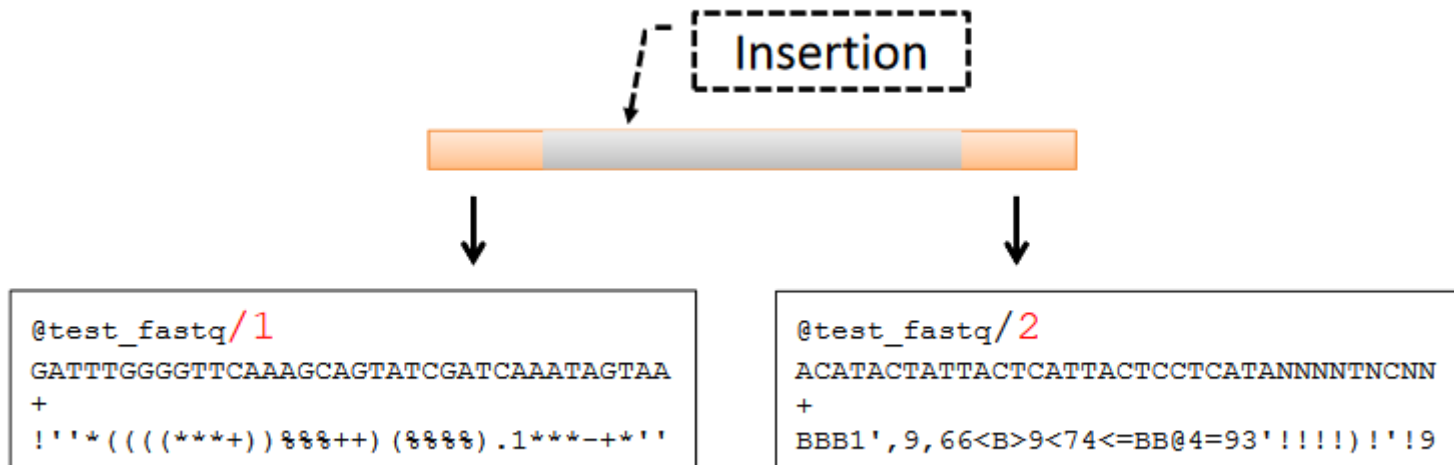 Insertion
@test_fastq/1
GATTTGGGGTTCAAAGCAGTATCGATCAAATAGTAA
+
!''*((((***+))%%%++)(%%%%).1***-+*''
@test_fastq/2
ACATACTATTACTCATTACTCCTCATANNNNTNCNN
+
BBB1',9,66<B>9<74<=BB@4=93'!!!!)!'!9